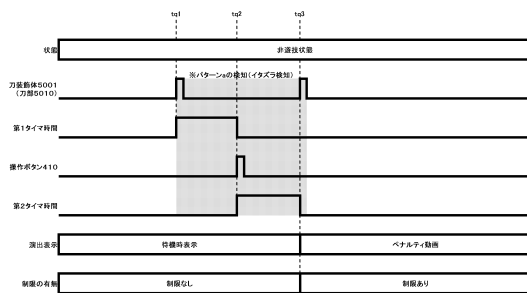 tq1 tq2 tq3
状態 非遊技状態
※パターンaの検知(イタズラ検知)
刀装飾体5001
(刀部5010)
第1タイマ時間
操作ボタン410
第2タイマ時間
演出表示 待機時表示 ペナルティ動画
制限の有無 制限なし 制限あり